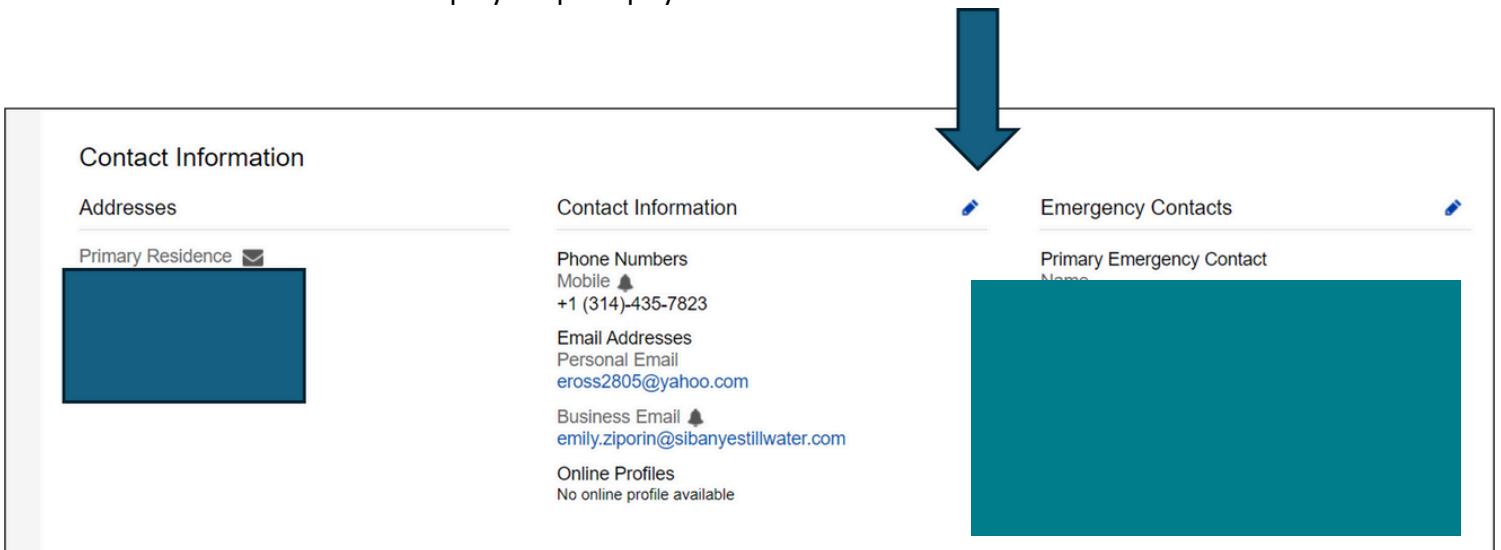 Contact Information
Addresses
Primary Residence
Contact Information
Phone Numbers
Mobile
+1 (314)-435-7823
Email Addresses
Personal Email
eross2805@yahoo.com
Business Email
emily.ziporin@sibanyestillwater.com
Online Profiles
No online profile available
Emergency Contacts
Primary Emergency Contact
Name